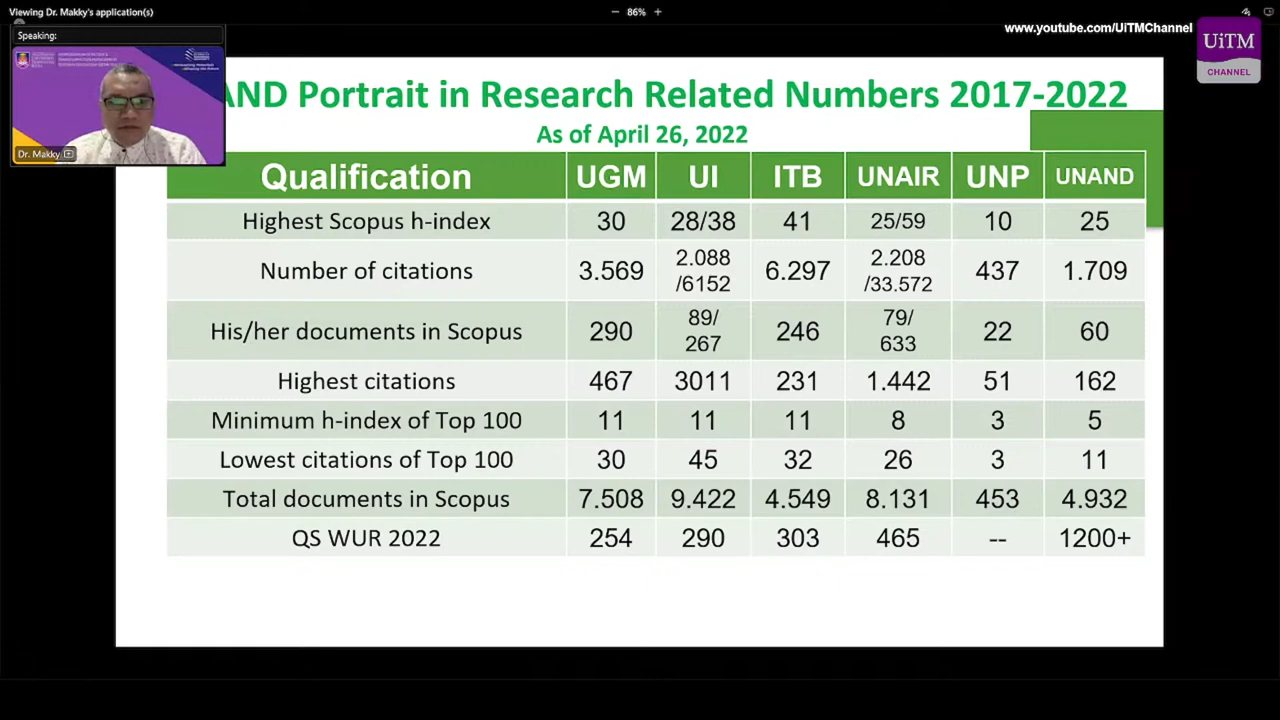 Viewing Dr. Makky's application(s)
86%
Speaking:
www.youtube.com/UiTMChannel
UiTM
CHANNEL
Dr. Makky
AND Portrait in Research Related Numbers 2017-2022
As of April 26, 2022
Qualification UGM UI ITB UNAIR UNP UNAND
Highest Scopus h-index 30 28/38 41 25/59 10 25
Number of citations 3.569 2.088 /6152 6.297 2.208 /33.572 437 1.709
His/her documents in Scopus 290 89/ 267 246 79/ 633 22 60
Highest citations 467 3011 231 1.442 51 162
Minimum h-index of Top 100 11 11 11 8 3 5
Lowest citations of Top 100 30 45 32 26 3 11
Total documents in Scopus 7.508 9.422 4.549 8.131 453 4.932
QS WUR 2022 254 290 303 465 -- 1200+